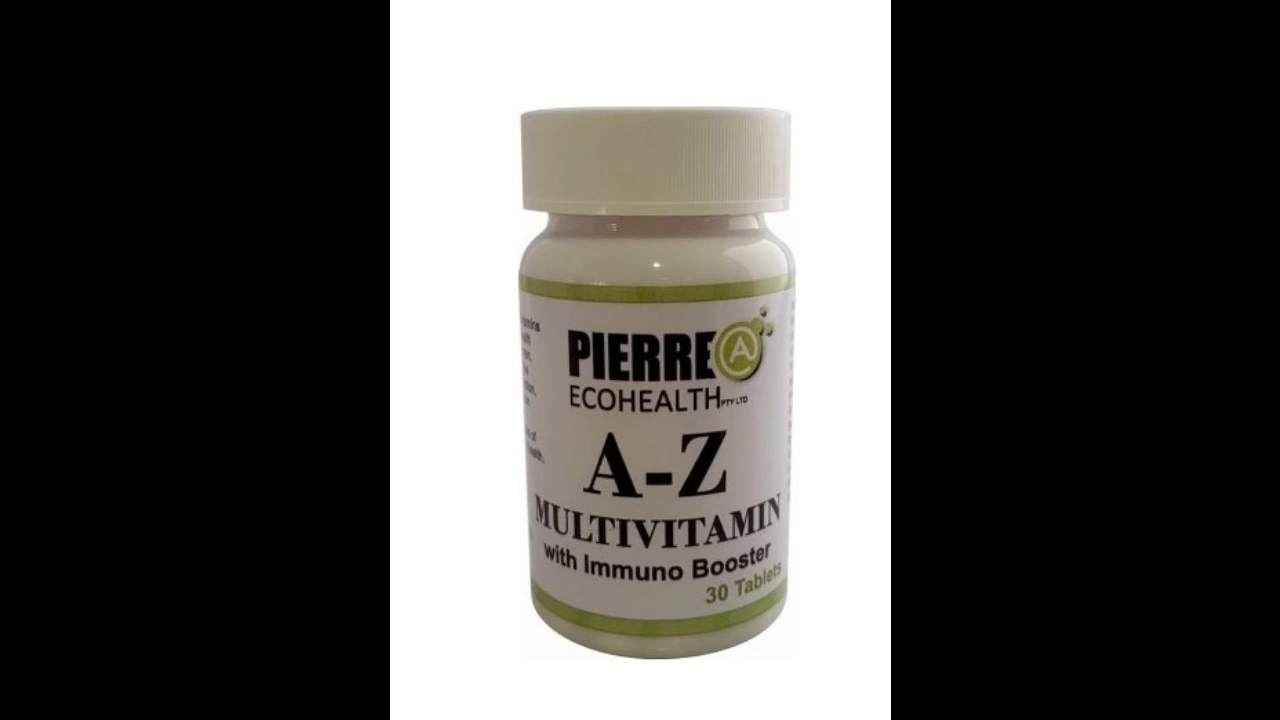 PIERRE A
ECOHEALTH PTY LTD
A-Z
MULTIVITAMIN
with Immuno Booster
30 Tablets